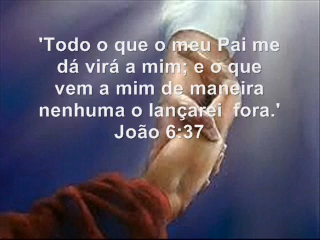 'Todo o que o meu Pai me
dá virá a mim; e o que
vem a mim de maneira
nenhuma o lançarei fora.'
João 6:37